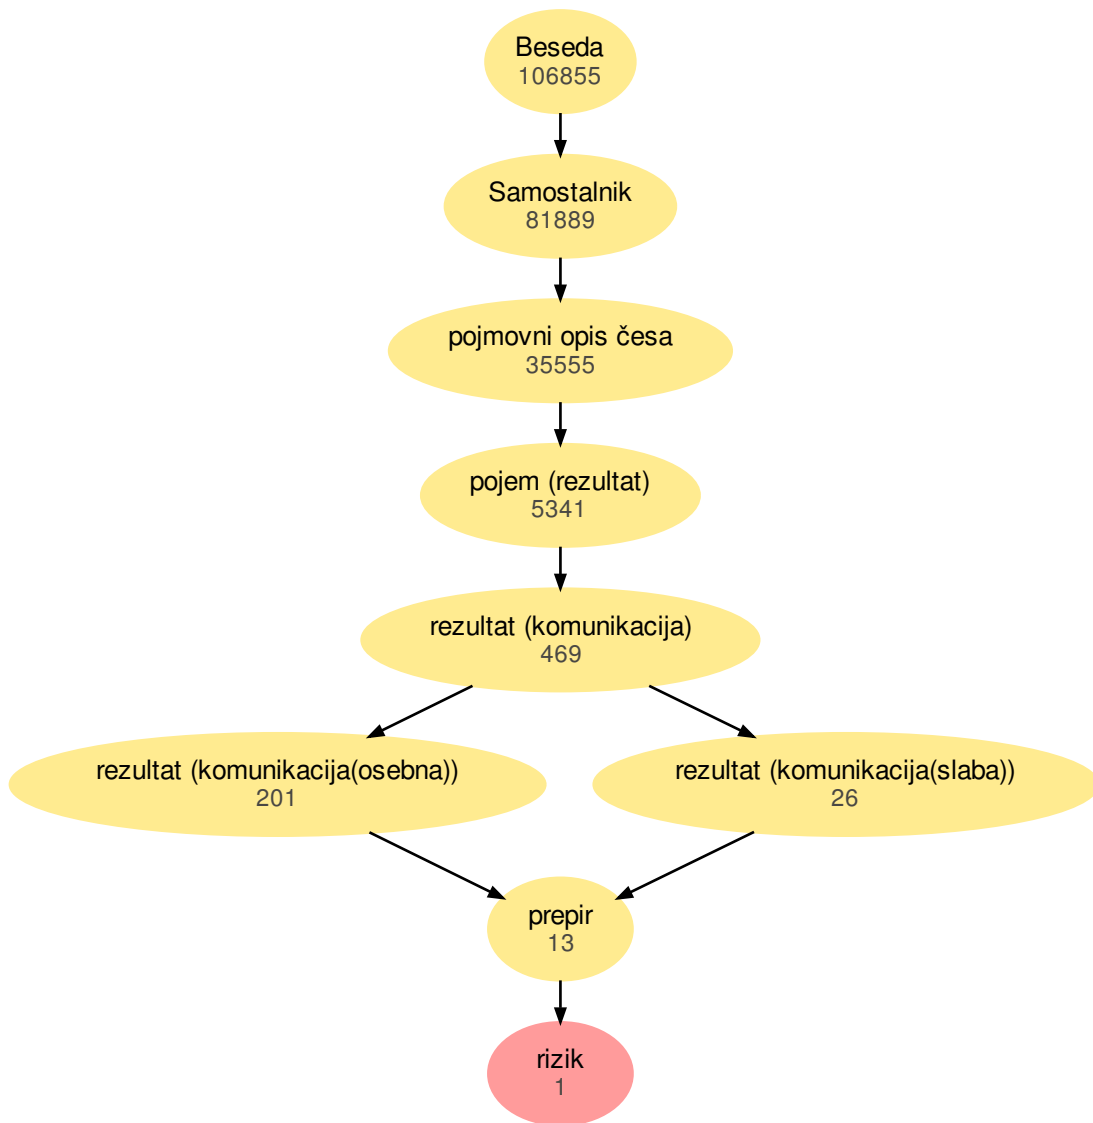 Beseda
106855
Samostalnik
81889
pojmovni opis česa
35555
pojem (rezultat)
5341
rezultat (komunikacija)
469
rezultat (komunikacija(osebna))
201
rezultat (komunikacija(slaba))
26
prepir
13
rizik
1